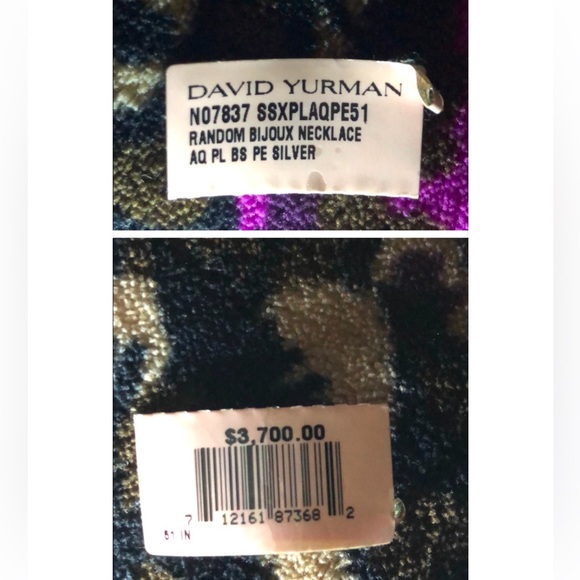 DAVID YURMAN
N07837 SSXPLAQPE51
RANDOM BIJOUX NECKLACE
AQ PL BS PE SILVER
$3,700.00
7 12161 87368 2
51 IN